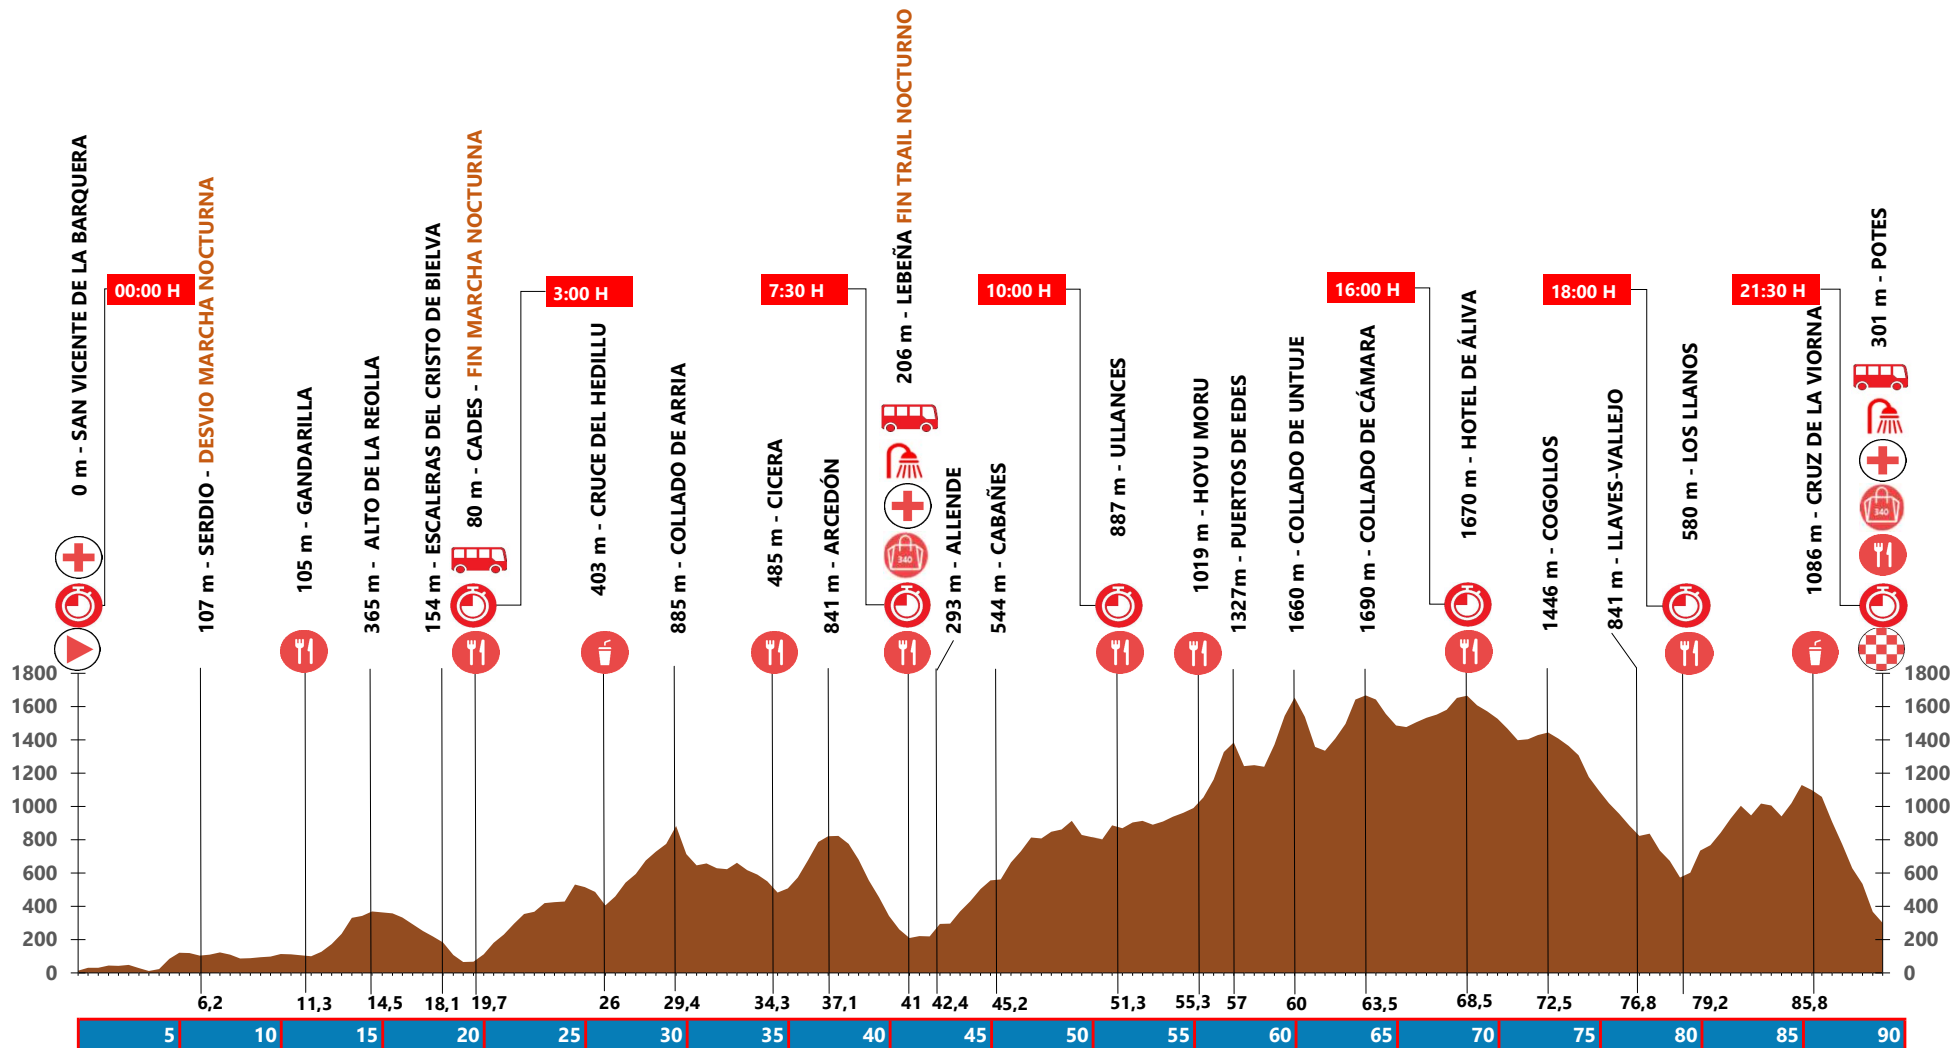 0 m - SAN VICENTE DE LA BARQUERA
107 m - SERDIO - DESVIO MARCHA NOCTURNA
105 m - GANDARILLA
365 m - ALTO DE LA REOLLA
154 m - ESCALERAS DEL CRISTO DE BIELVA
80 m - CADES - FIN MARCHA NOCTURNA
403 m - CRUCE DEL HEDILLU
885 m - COLLADO DE ARRIA
485 m - CICERA
841 m - ARCEDÓN
206 m - LEBEÑA FIN TRAIL NOCTURNO
293 m - ALLENDE
544 m - CABAÑES
887 m - ULLANCES
1019 m - HOYU MORU
1327m - PUERTOS DE EDES
1660 m - COLLADO DE UNTUJE
1690 m - COLLADO DE CÁMARA
1670 m - HOTEL DE ÁLIVA
1446 m - COGOLLOS
841 m - LLAVES-VALLEJO
580 m - LOS LLANOS
1086 m - CRUZ DE LA VIORNA
301 m - POTES
00:00 H
3:00 H
7:30 H
10:00 H
16:00 H
18:00 H
21:30 H
340
340
1800
1600
1400
1200
1000
800
600
400
200
0
1800
1600
1400
1200
1000
800
600
400
200
0
6,2 11,3 14,5 18,1 19,7 26 29,4 34,3 37,1 41 42,4 45,2 51,3 55,3 57 60 63,5 68,5 72,5 76,8 79,2 85,8
5 10 15 20 25 30 35 40 45 50 55 60 65 70 75 80 85 90